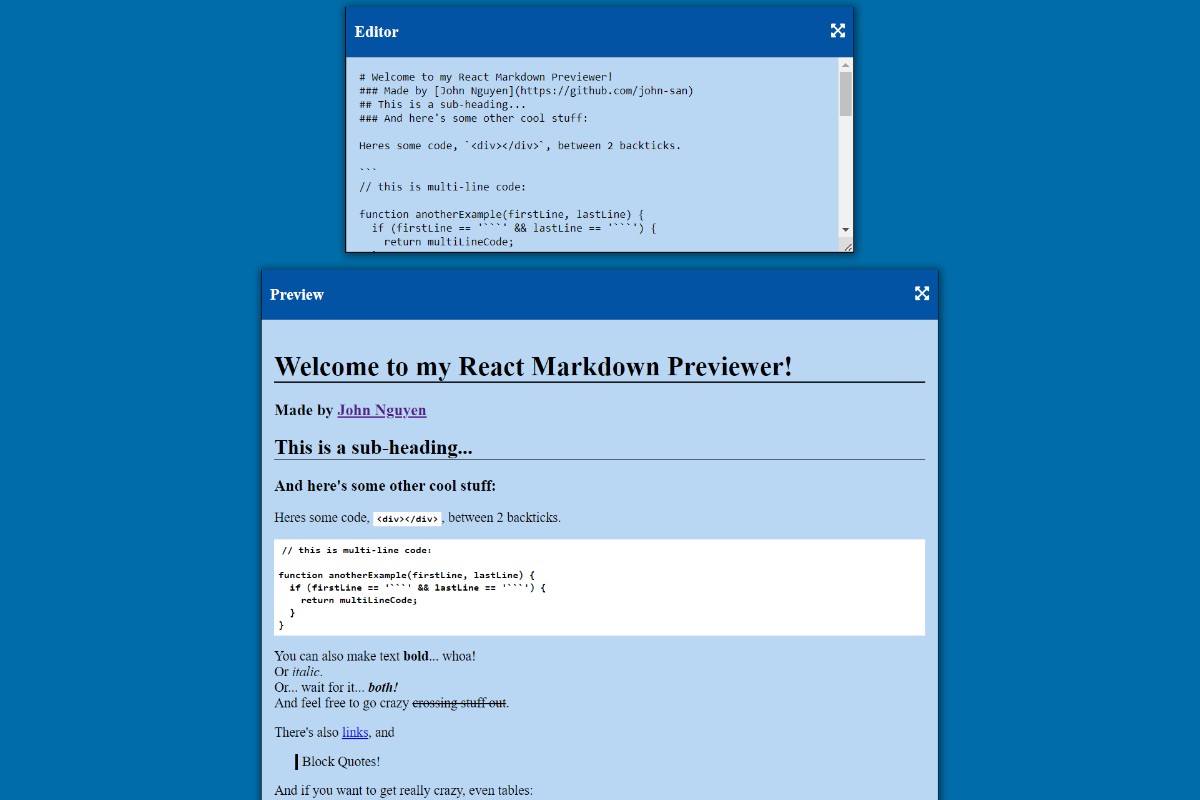 Editor
# Welcome to my React Markdown Previewer!
### Made by [John Nguyen](https://github.com/john-san)
## This is a sub-heading...
### And here's some other cool stuff:
Heres some code, `<div></div>`, between 2 backticks.
```
// this is multi-line code:
function anotherExample(firstLine, lastLine) {
  if (firstLine == '```' && lastLine == '```') {
    return multiLineCode;
Preview
Welcome to my React Markdown Previewer!
Made by John Nguyen
This is a sub-heading...
And here's some other cool stuff:
Heres some code, <div></div>, between 2 backticks.
// this is multi-line code:
function anotherExample(firstLine, lastLine) {
  if (firstLine == '```' && lastLine == '```') {
    return multiLineCode;
  }
}
You can also make text bold... whoa!
Or italic.
Or... wait for it... both!
And feel free to go crazy crossing stuff out.
There's also links, and
Block Quotes!
And if you want to get really crazy, even tables: